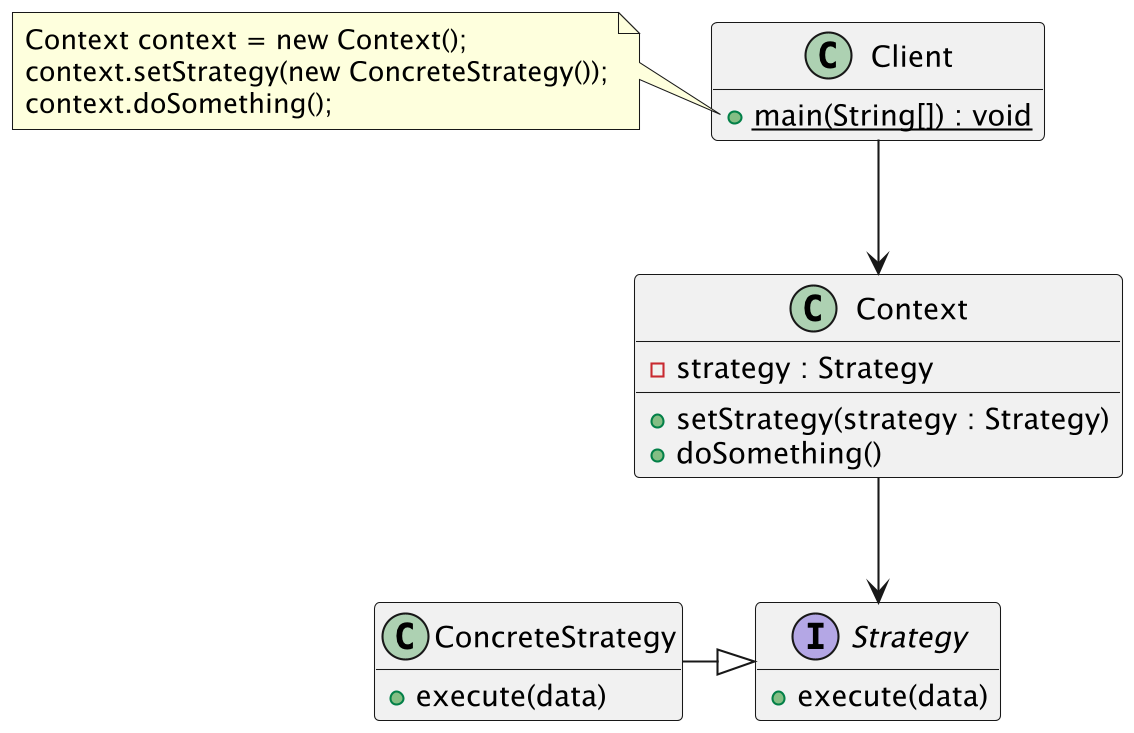 Context context = new Context();
context.setStrategy(new ConcreteStrategy());
context.doSomething();
C Client
main(String[]) : void
C Context
strategy : Strategy
setStrategy(strategy : Strategy)
doSomething()
C ConcreteStrategy
execute(data)
I Strategy
execute(data)